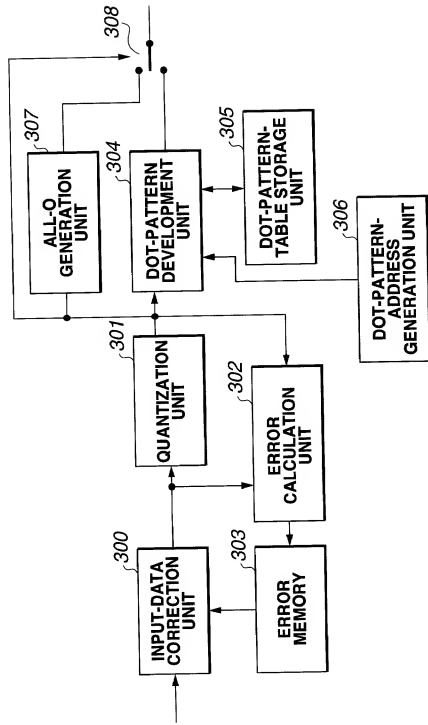 300
INPUT-DATA
CORRECTION
UNIT
301
QUANTIZATION
UNIT
302
ERROR
CALCULATION
UNIT
303
ERROR
MEMORY
304
DOT-PATTERN
DEVELOPMENT
UNIT
305
DOT-PATTERN-
TABLE STORAGE
UNIT
306
DOT-PATTERN-
ADDRESS
GENERATION UNIT
307
ALL-O
GENERATION
UNIT
308